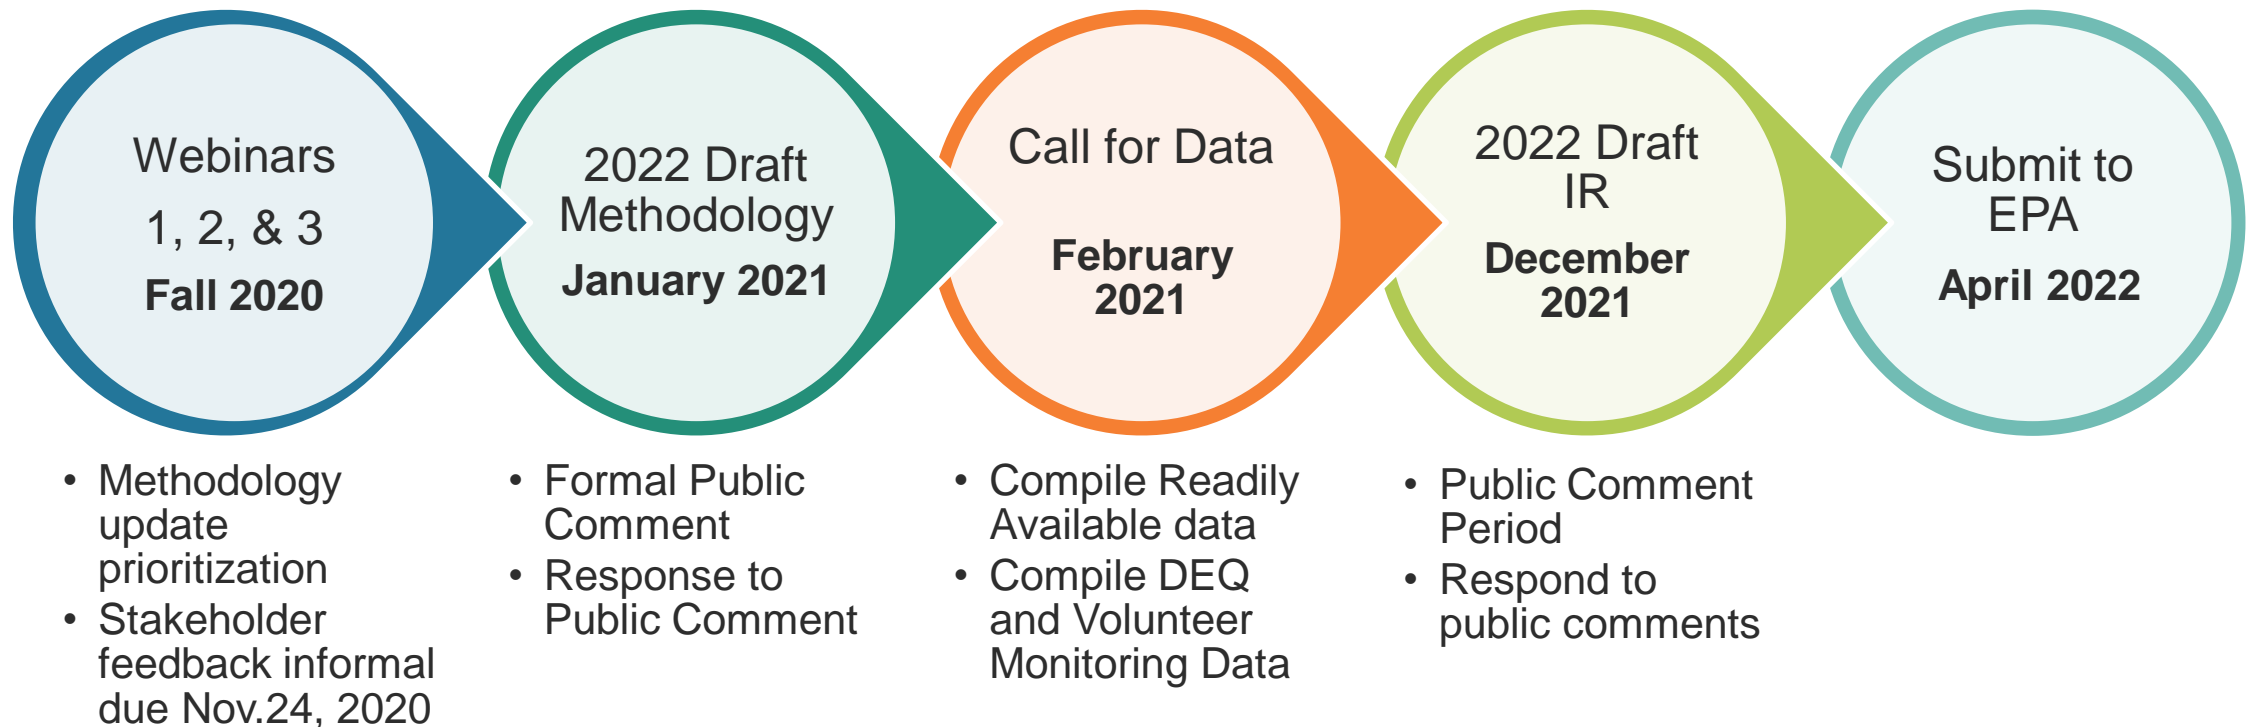 Webinars
1, 2, & 3
Fall 2020
2022 Draft
Methodology
January 2021
Call for Data
February
2021
2022 Draft
IR
December
2021
Submit to
EPA
April 2022
• Methodology
update
prioritization
• Stakeholder
feedback informal
due Nov.24, 2020
• Formal Public
Comment
• Response to
Public Comment
• Compile Readily
Available data
• Compile DEQ
and Volunteer
Monitoring Data
• Public Comment
Period
• Respond to
public comments